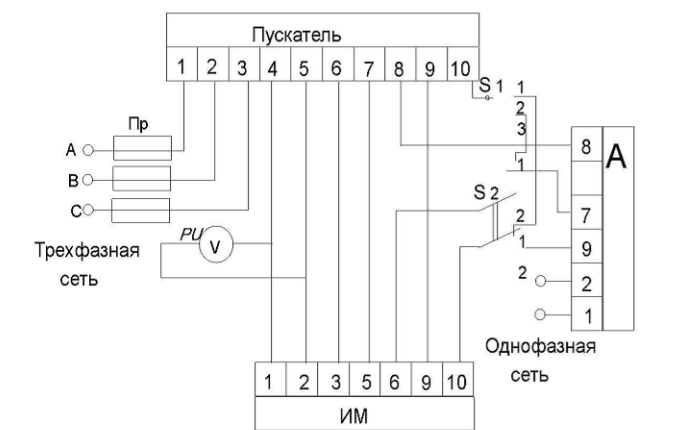 Пускатель
1 2 3 4 5 6 7 8 9 10
S 1
1
2
3
Пр
A
B
C
8
A
1
S 2
7
2
1
9
PU
V
Трехфазная
сеть
2
2
1
Однофазная
сеть
1 2 3 5 6 9 10
ИМ